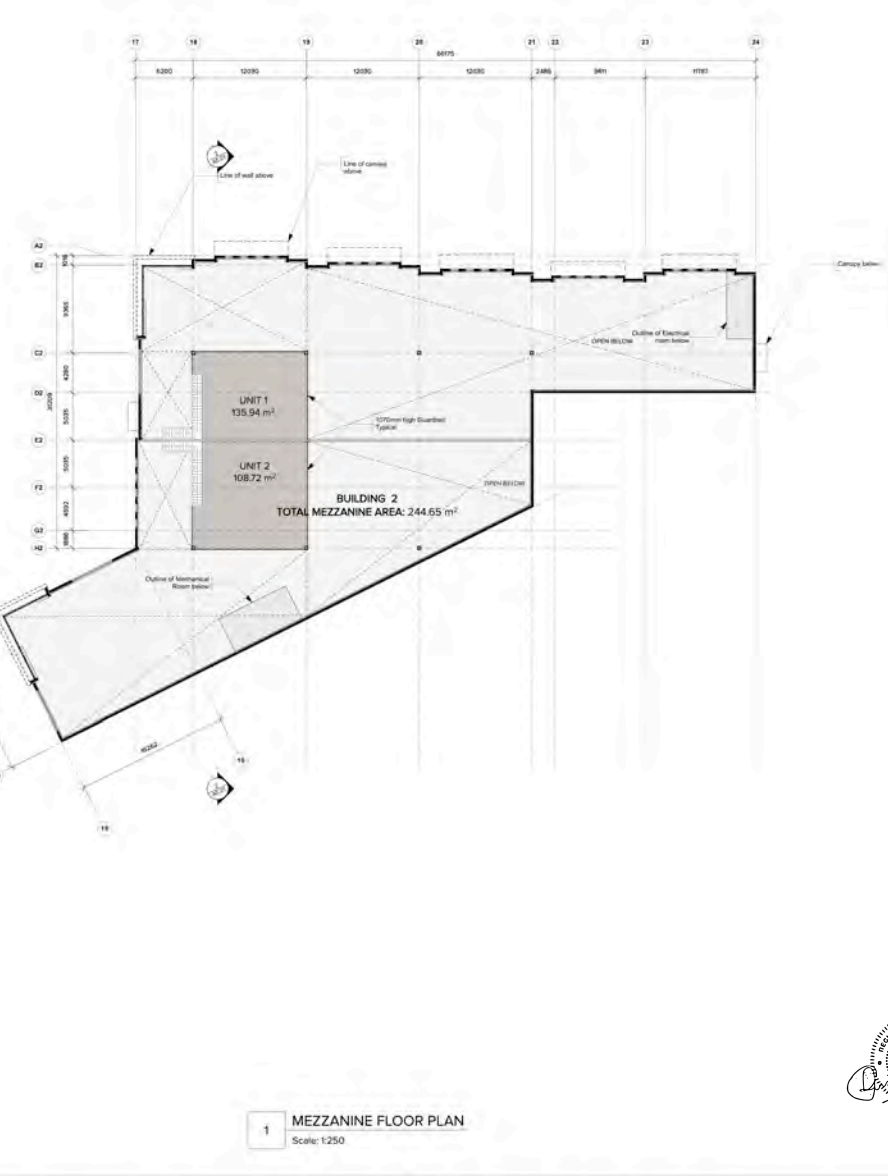 17 18 19 20 21 22 23 24
66175
6200 12030 12030 12030 2486 11787
Line of canopy
above
Line of wall above
A2
B2
Canopy below
9365
Outline of Electrical
room below
OPEN BELOW
C2
4280
D2
UNIT 1
135.94 m²
5035
1070mm high Guardrail
Typical
E2
5035
UNIT 2
108.72 m²
OPEN BELOW
F2
BUILDING 2
TOTAL MEZZANINE AREA: 244.65 m²
G2
H2
Outline of Mechanical
Room below
1 MEZZANINE FLOOR PLAN
Scale: 1:250